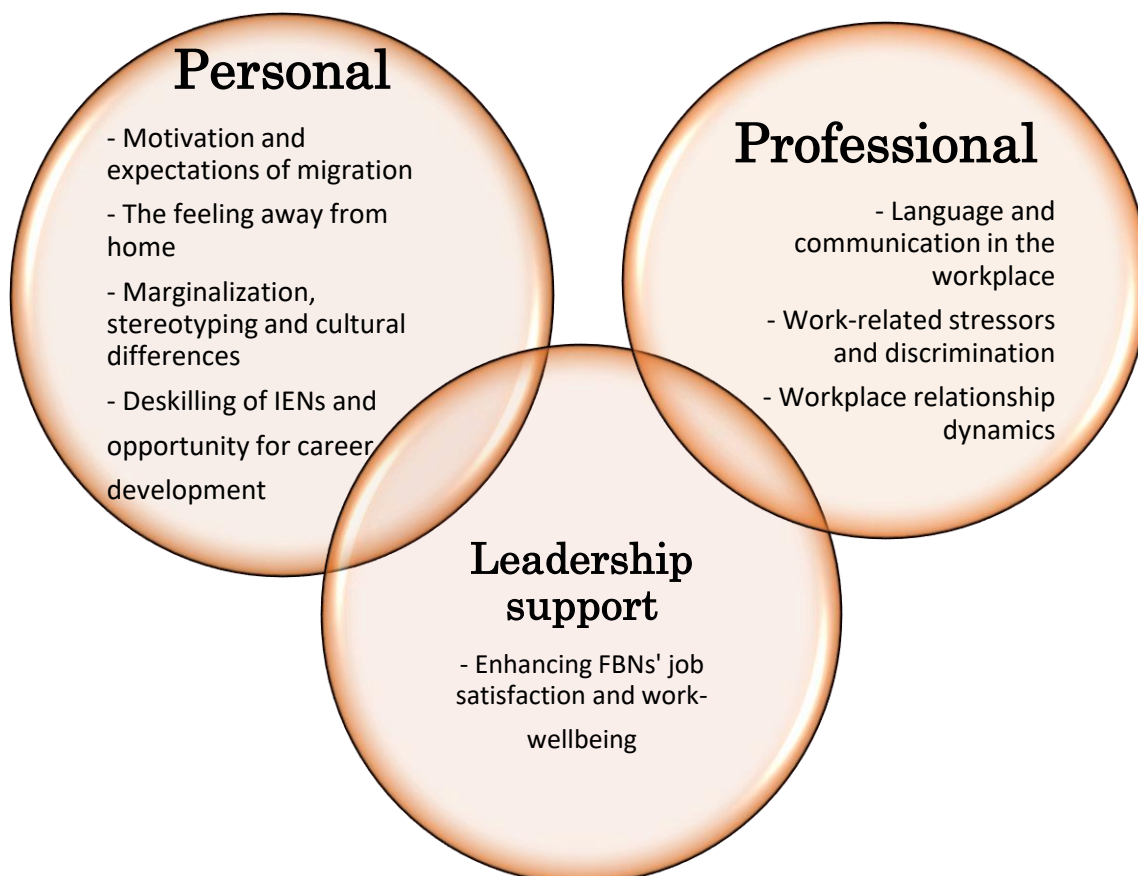 Personal
- Motivation and
expectations of migration
- The feeling away from
home
- Marginalization,
stereotyping and cultural
differences
- Deskilling of IENs and
opportunity for career
development
Professional
- Language and
communication in the
workplace
- Work-related stressors
and discrimination
- Workplace relationship
dynamics
Leadership
support
- Enhancing FBNs' job
satisfaction and work-
wellbeing